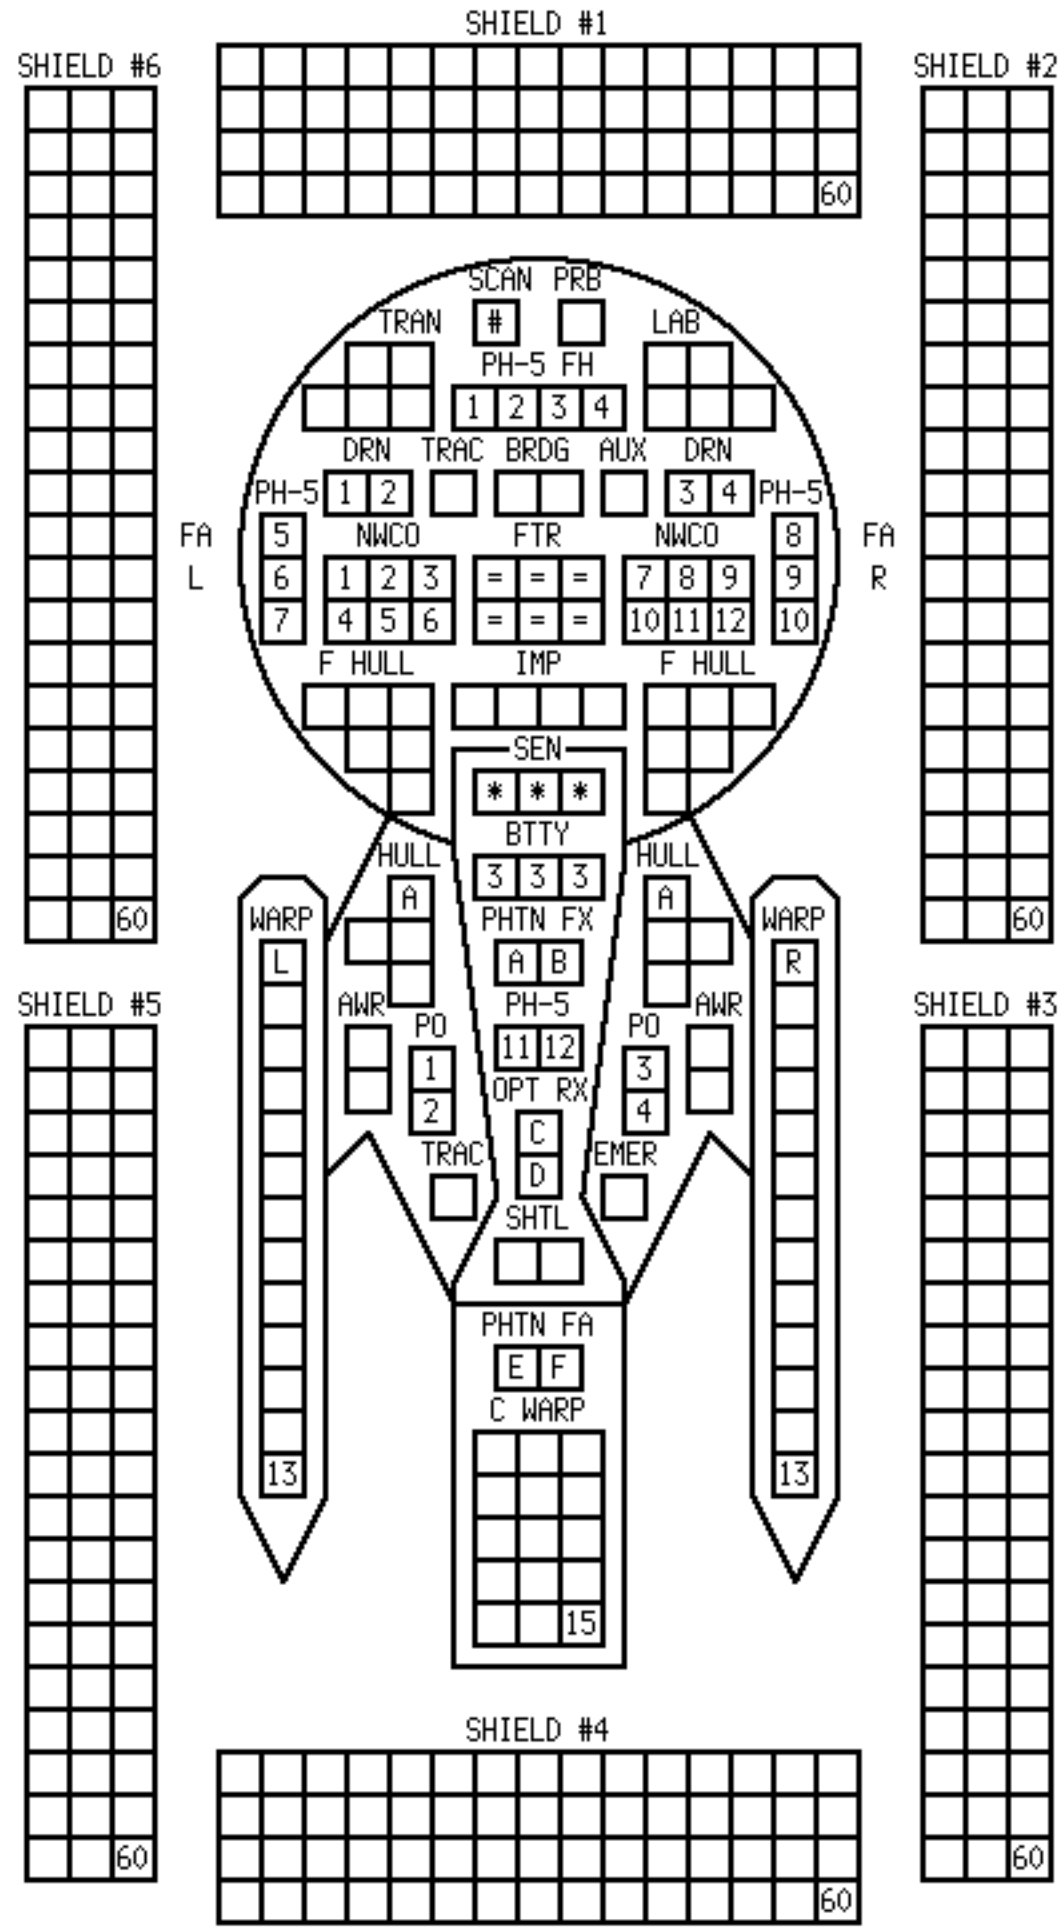 SHIELD #1
SHIELD #6 SHIELD #2
60
SCAN PRB
TRAN # LAB
PH-5 FH
1 2 3 4
DRN TRAC BRDG AUX DRN
PH-5 1 2 3 4 PH-5
FA 5 NWCO FTR NWCO 8 FA
L 6 1 2 3 = = = 7 8 9 9 R
7 4 5 6 = = = 10 11 12 10
F HULL IMP F HULL
SEN
* * *
BTTY
HULL 3 3 3 HULL
A A
60 WARP PHTN FX WARP 60
L A B R
SHIELD #5 AWR PH-5 AWR SHIELD #3
PO 11 12 PO
1 3
OPT RX
2 C 4
TRAC D EMER
SHTL
PHTN FA
E F
C WARP
13 13
15
SHIELD #4
60 60
60